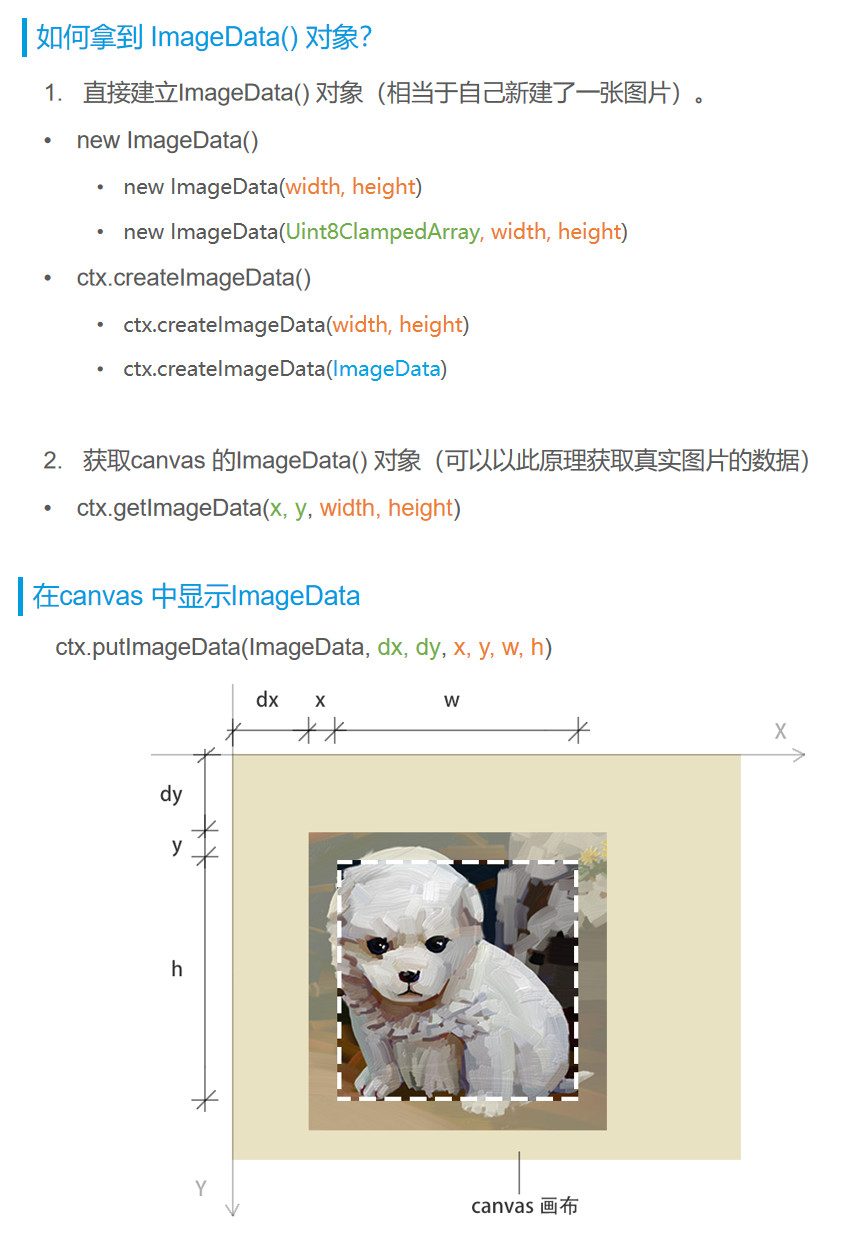 如何拿到 ImageData() 对象?
1. 直接建立ImageData() 对象（相当于自己新建了一张图片）。
• new ImageData()
• new ImageData(width, height)
• new ImageData(Uint8ClampedArray, width, height)
• ctx.createImageData()
• ctx.createImageData(width, height)
• ctx.createImageData(ImageData)
2. 获取canvas 的ImageData() 对象（可以以此原理获取真实图片的数据）
• ctx.getImageData(x, y, width, height)
在canvas 中显示ImageData
ctx.putImageData(ImageData, dx, dy, x, y, w, h)
dx x w
X
dy
y
h
Y
canvas 画布